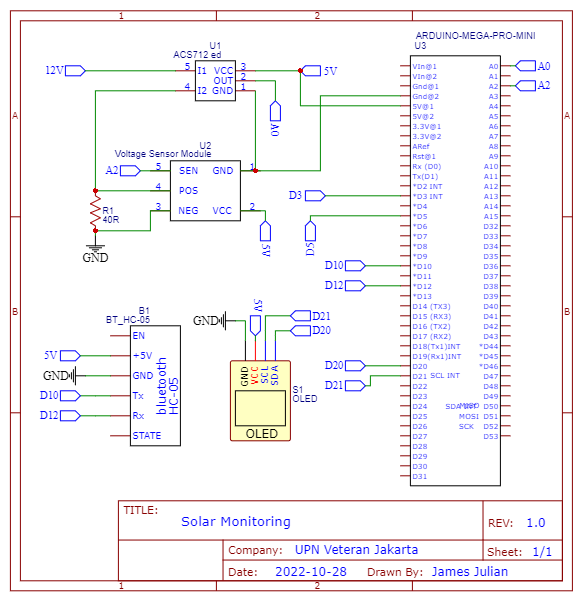 1
2
ARDUINO-MEGA-PRO-MINI
U3
U1
ACS712 ed
12V
5 I1 VCC 3
OUT 2
4 I2 GND 1
5V
A0
U2
Voltage Sensor Module
A2
5 SEN GND 1
4 POS
3 NEG VCC 2
5V
R1
40R
GND
D3
D5
D10
D12
D20
D21
VIn@1 A0
VIn@2 A1
Gnd@1 A2
Gnd@2 A3
5V@1 A4
5V@2 A5
3.3V@1 A6
3.3V@2 A7
ARef A8
Rst@1 A9
Rx (D0) A10
Tx(D1) A11
*D2 INT A12
*D3 INT A13
*D4 A14
*D5 A15
*D6 D32
*D7 D33
*D8 D34
*D9 D35
*D10 D36
*D11 D37
*D12 D38
*D13 D39
D14 (TX3) D40
D15 (RX3) D41
D16 (TX2) D42
D17 (RX2) D43
D18(Tx1)INT *D44
D19(Rx1)INT *D45
D20 *D46
D21 SCL INT D47
D22 D48
D23 D49
D24 SDA INT MISO D50
D25 MOSI D51
D26 SCK D52
D27 D53
D28
D29
D30
D31
A0
A2
A
B
A
B
B1
BT_HC-05
EN
5V +5V
GND GND
D10 Tx
D12 Rx
STATE
bluetooth
HC-05
GND
5V
D21
D20
GND
VCC
SCL
SDA
S1
OLED
OLED
TITLE:
Solar Monitoring
REV: 1.0
Company: UPN Veteran Jakarta
Sheet: 1/1
Date: 2022-10-28 Drawn By: James Julian
1
2